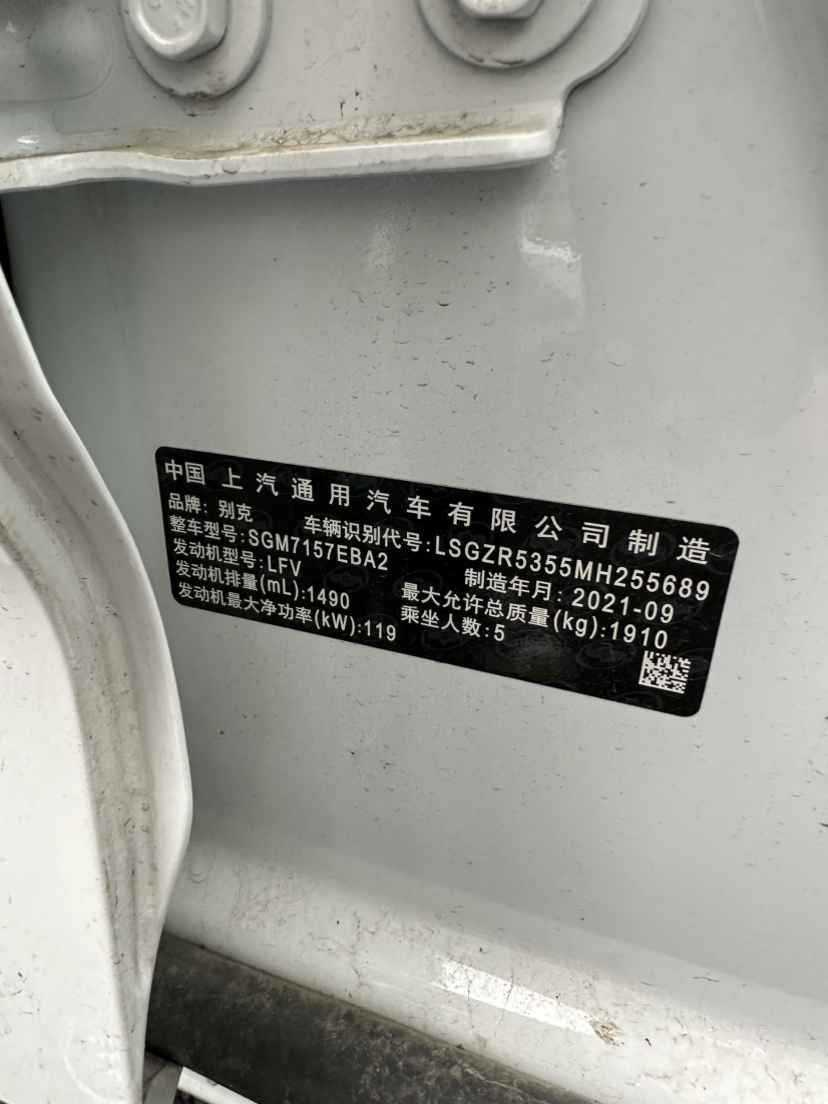 中国 上汽通用汽车有限公司制造
品牌：别克 车辆识别代号：LSGZR5355MH255689
整车型号：SGM7157EBA2 制造年月：2021-09
发动机型号：LFV 最大允许总质量(kg)：1910
发动机排量(mL)：1490 乘坐人数：5
发动机最大净功率(kW)：119